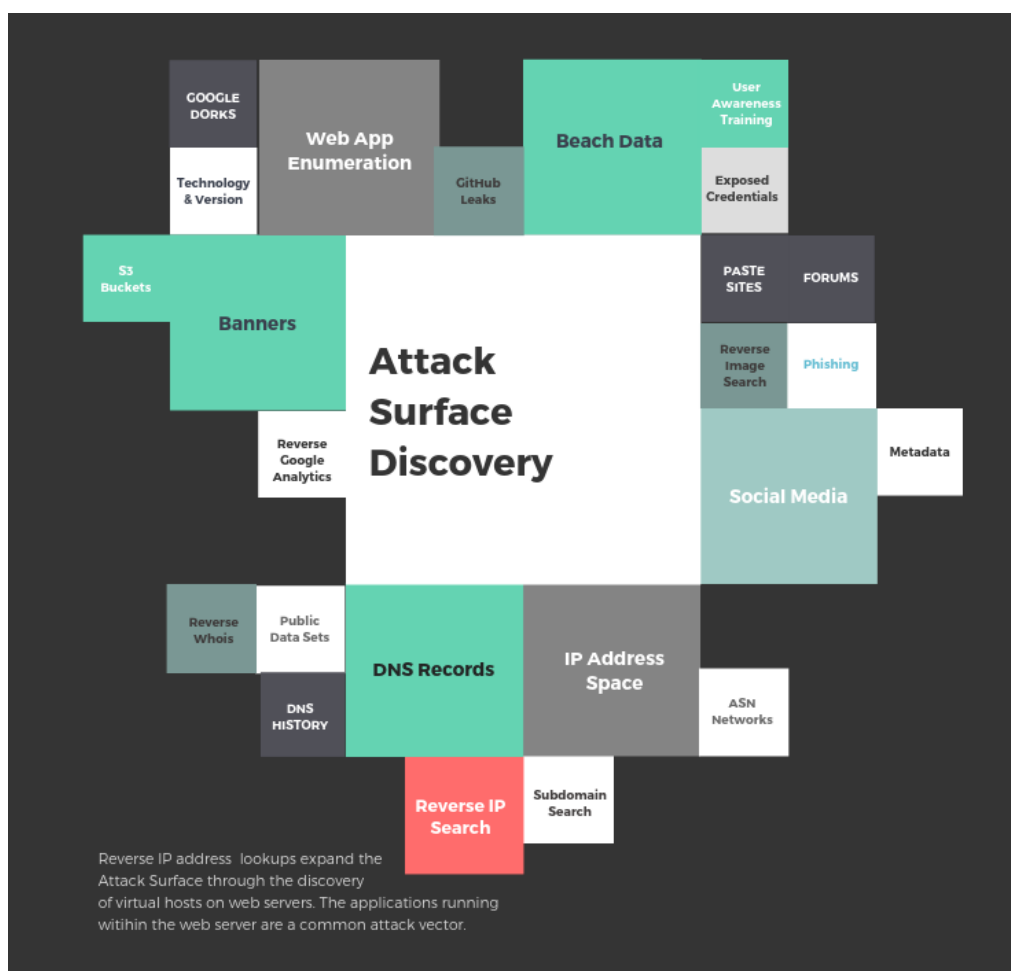 GOOGLE
DORKS
Web App
Enumeration
Technology
& Version
GitHub
Leaks
Beach Data
User
Awareness
Training
Exposed
Credentials
S3
Buckets
Banners
PASTE
SITES
FORUMS
Reverse
Image
Search
Phishing
Attack
Surface
Discovery
Reverse
Google
Analytics
Social Media
Metadata
Reverse
Whois
Public
Data Sets
DNS
HISTORY
DNS Records
IP Address
Space
ASN
Networks
Reverse IP
Search
Subdomain
Search
Reverse IP address lookups expand the
Attack Surface through the discovery
of virtual hosts on web servers. The applications running
witihin the web server are a common attack vector.